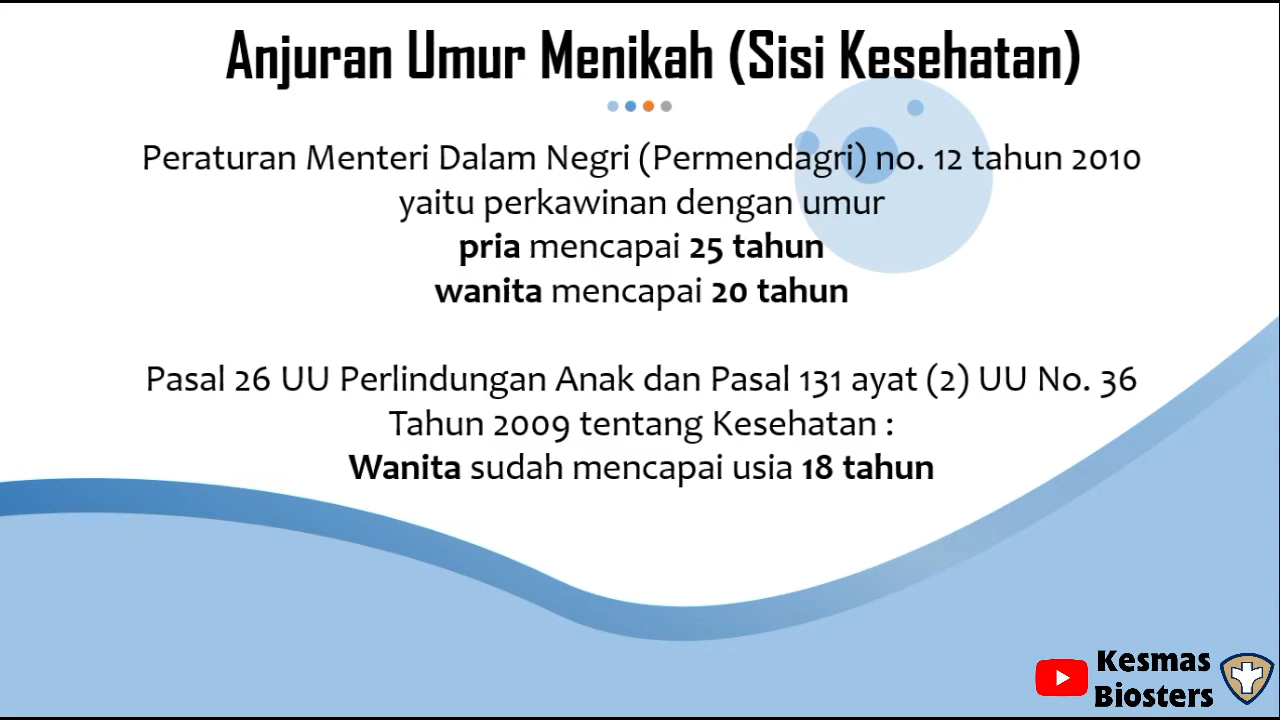 Anjuran Umur Menikah (Sisi Kesehatan)
Peraturan Menteri Dalam Negri (Permendagri) no. 12 tahun 2010
yaitu perkawinan dengan umur
pria mencapai 25 tahun
wanita mencapai 20 tahun
Pasal 26 UU Perlindungan Anak dan Pasal 131 ayat (2) UU No. 36
Tahun 2009 tentang Kesehatan :
Wanita sudah mencapai usia 18 tahun
Kesmas
Biosters